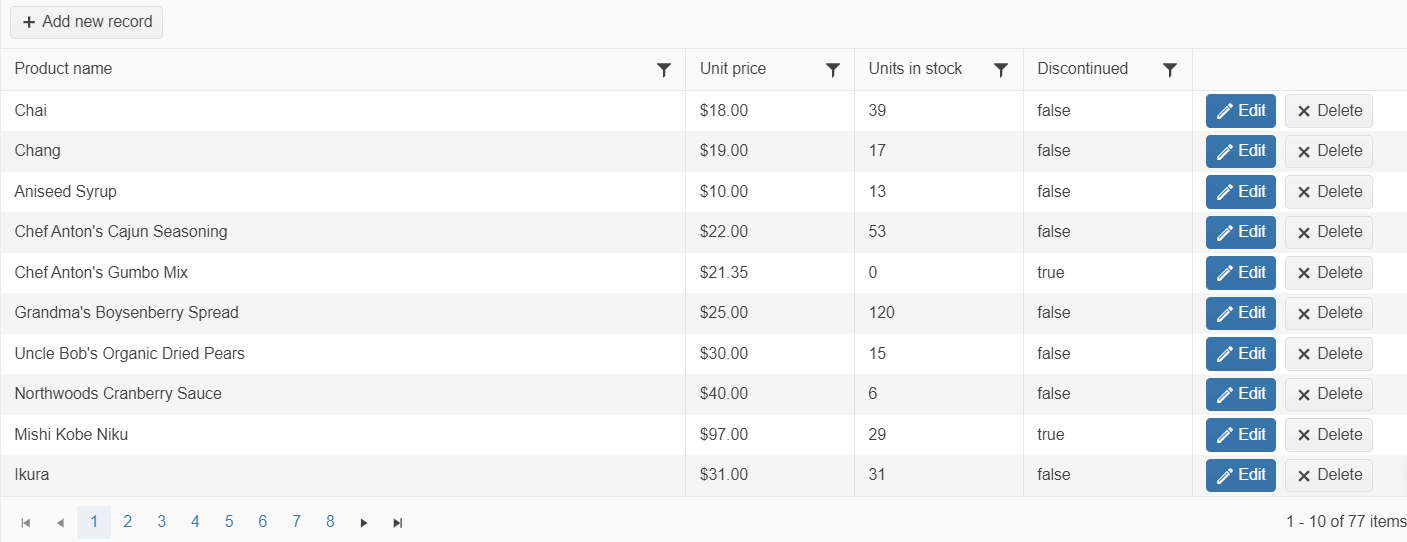 Add new record
Product name Unit price Units in stock Discontinued
Chai $18.00 39 false Edit Delete
Chang $19.00 17 false Edit Delete
Aniseed Syrup $10.00 13 false Edit Delete
Chef Anton's Cajun Seasoning $22.00 53 false Edit Delete
Chef Anton's Gumbo Mix $21.35 0 true Edit Delete
Grandma's Boysenberry Spread $25.00 120 false Edit Delete
Uncle Bob's Organic Dried Pears $30.00 15 false Edit Delete
Northwoods Cranberry Sauce $40.00 6 false Edit Delete
Mishi Kobe Niku $97.00 29 true Edit Delete
Ikura $31.00 31 false Edit Delete
1 2 3 4 5 6 7 8 1 - 10 of 77 items